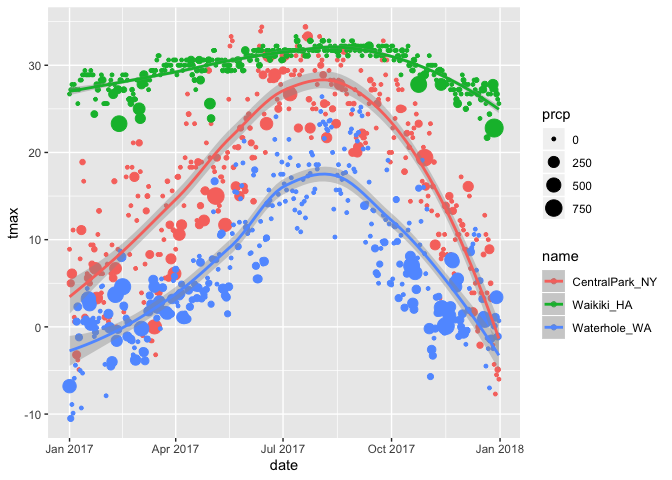 30
20
10
0
-10
tmax
Jan 2017
Apr 2017
Jul 2017
Oct 2017
Jan 2018
date
prcp
0
250
500
750
name
CentralPark_NY
Waikiki_HA
Waterhole_WA